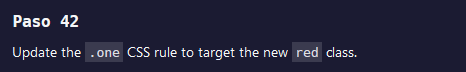 Paso 42
Update the .one CSS rule to target the new red class.